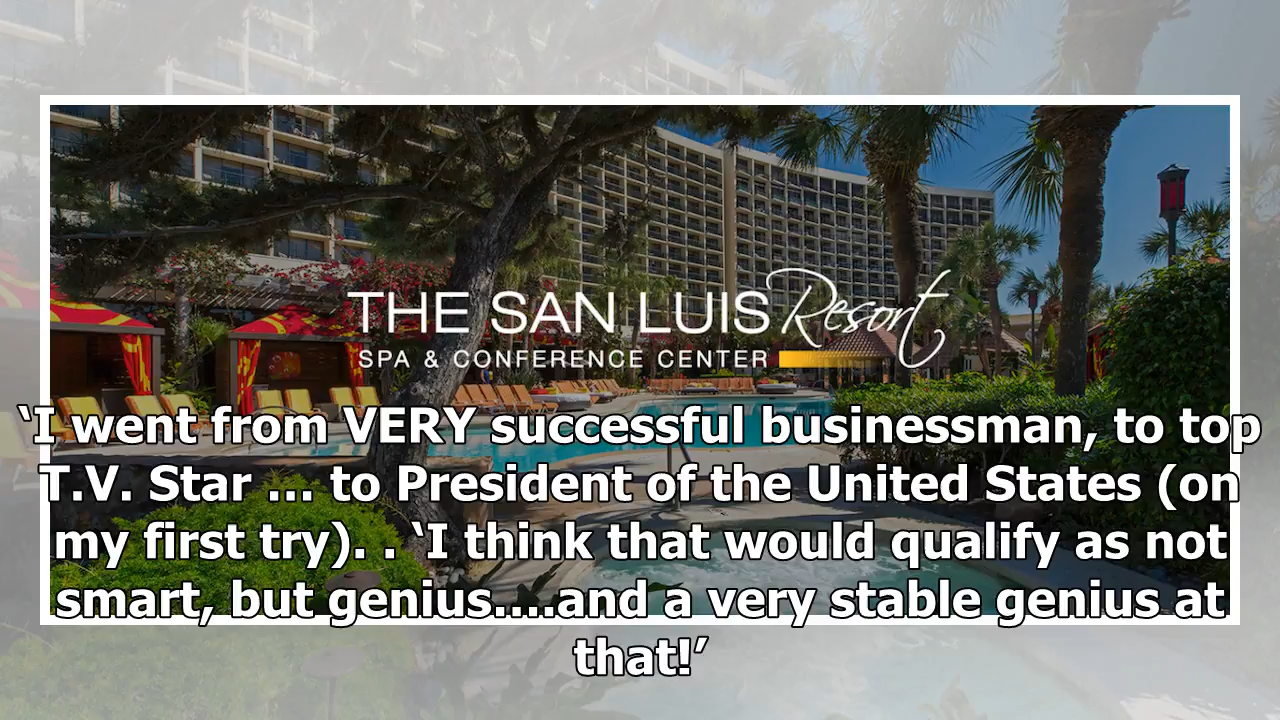 THE SAN LUIS Resort
SPA & CONFERENCE CENTER
‘I went from VERY successful businessman, to top
T.V. Star ... to President of the United States (on
my first try). . ‘I think that would qualify as not
smart, but genius....and a very stable genius at
that!’